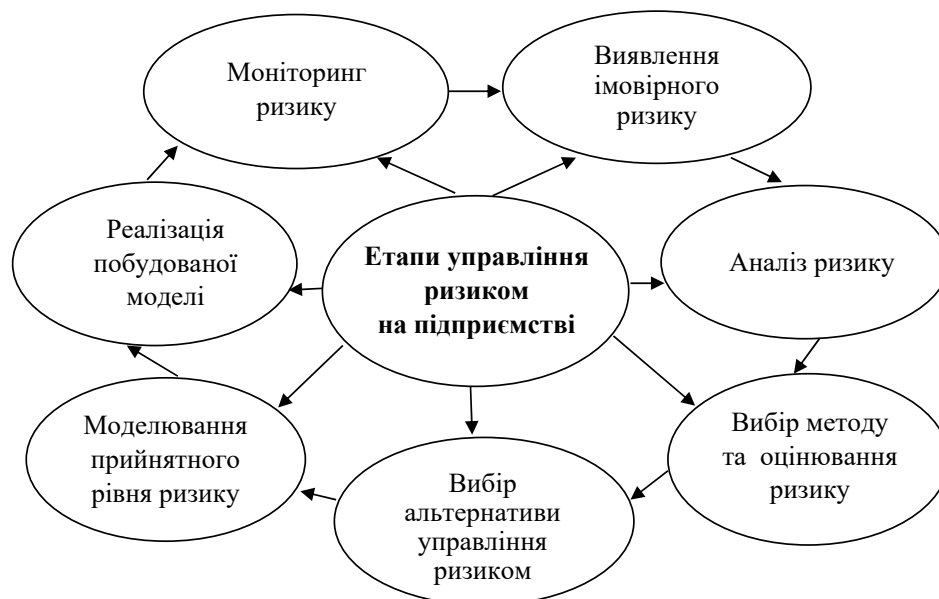 Моніторинг
ризику
Виявлення
імовірного
ризику
Реалізація
побудованої
моделі
Етапи управління
ризиком
на підприємстві
Аналіз ризику
Моделювання
прийнятного
рівня ризику
Вибір
альтернативи
управління
ризиком
Вибір методу
та оцінювання
ризику